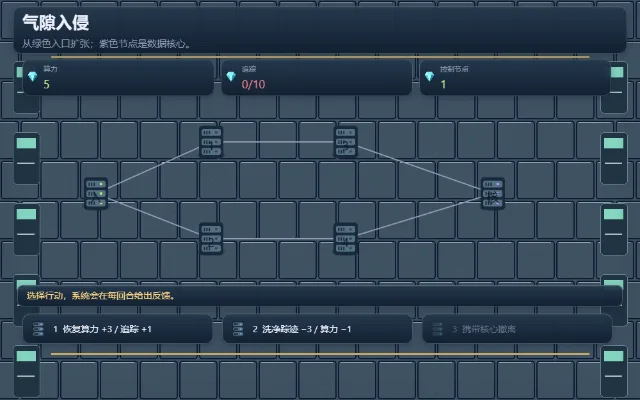 气隙入侵
从绿色入口扩张；紫色节点是数据核心。
算力
5
追踪
0/10
控制节点
1
选择行动，系统会在每回合给出反馈。
1 恢复算力 +3 / 追踪 +1
2 洗净踪迹 −3 / 算力 −1
3 携带核心撤离